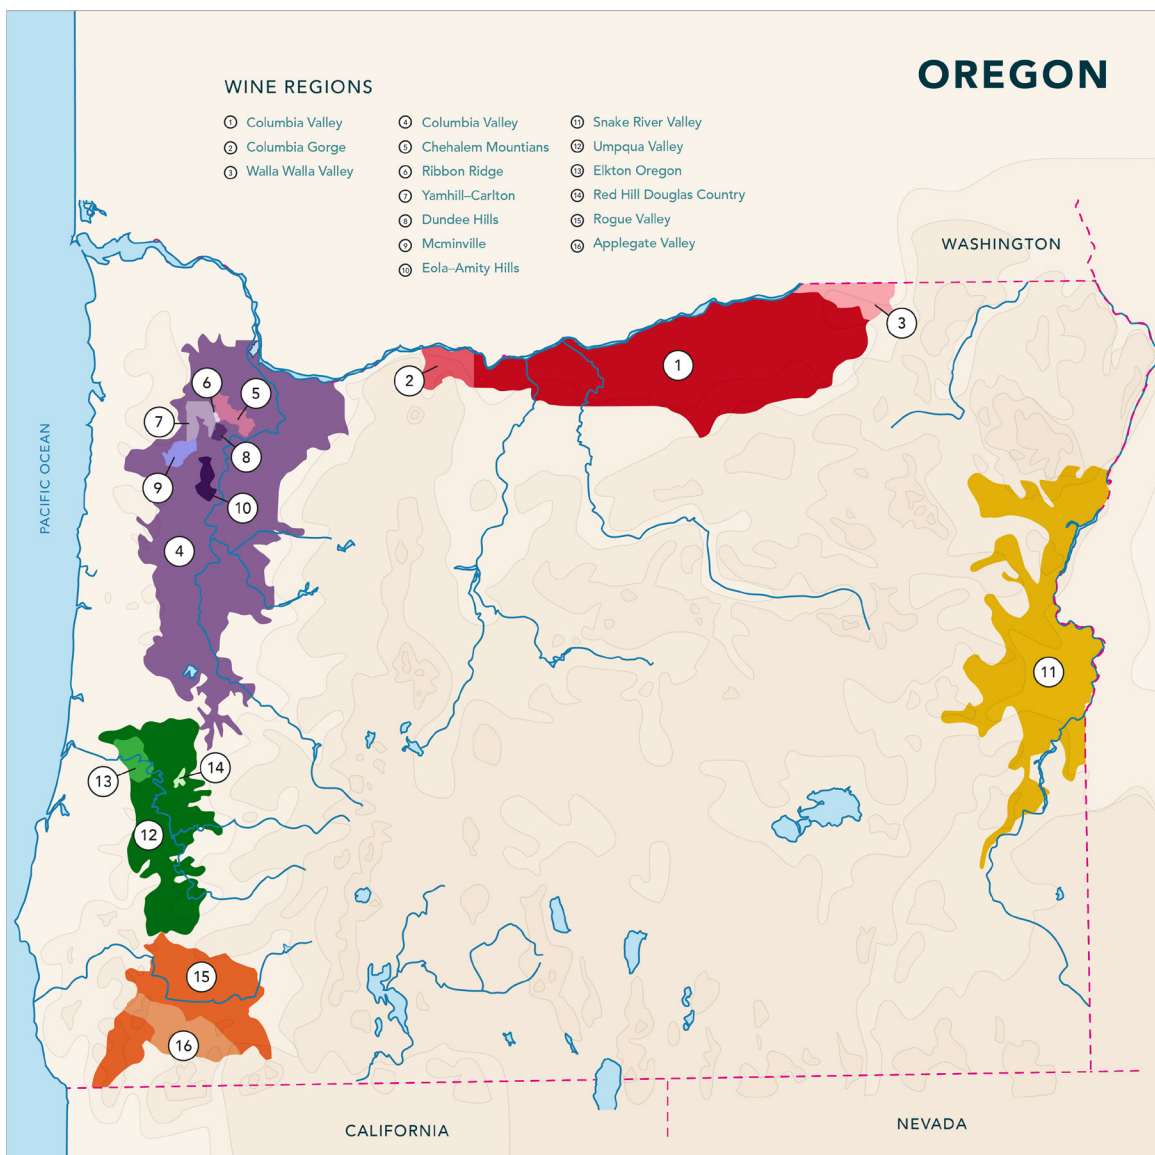 OREGON
WINE REGIONS
1 Columbia Valley
2 Columbia Gorge
3 Walla Walla Valley
4 Columbia Valley
5 Chehalem Mountians
6 Ribbon Ridge
7 Yamhill–Carlton
8 Dundee Hills
9 Mcminville
10 Eola–Amity Hills
11 Snake River Valley
12 Umpqua Valley
13 Elkton Oregon
14 Red Hill Douglas Country
15 Rogue Valley
16 Applegate Valley
WASHINGTON
3
1
2
6
5
7
8
9
10
4
PACIFIC OCEAN
11
14
13
12
15
16
CALIFORNIA
NEVADA